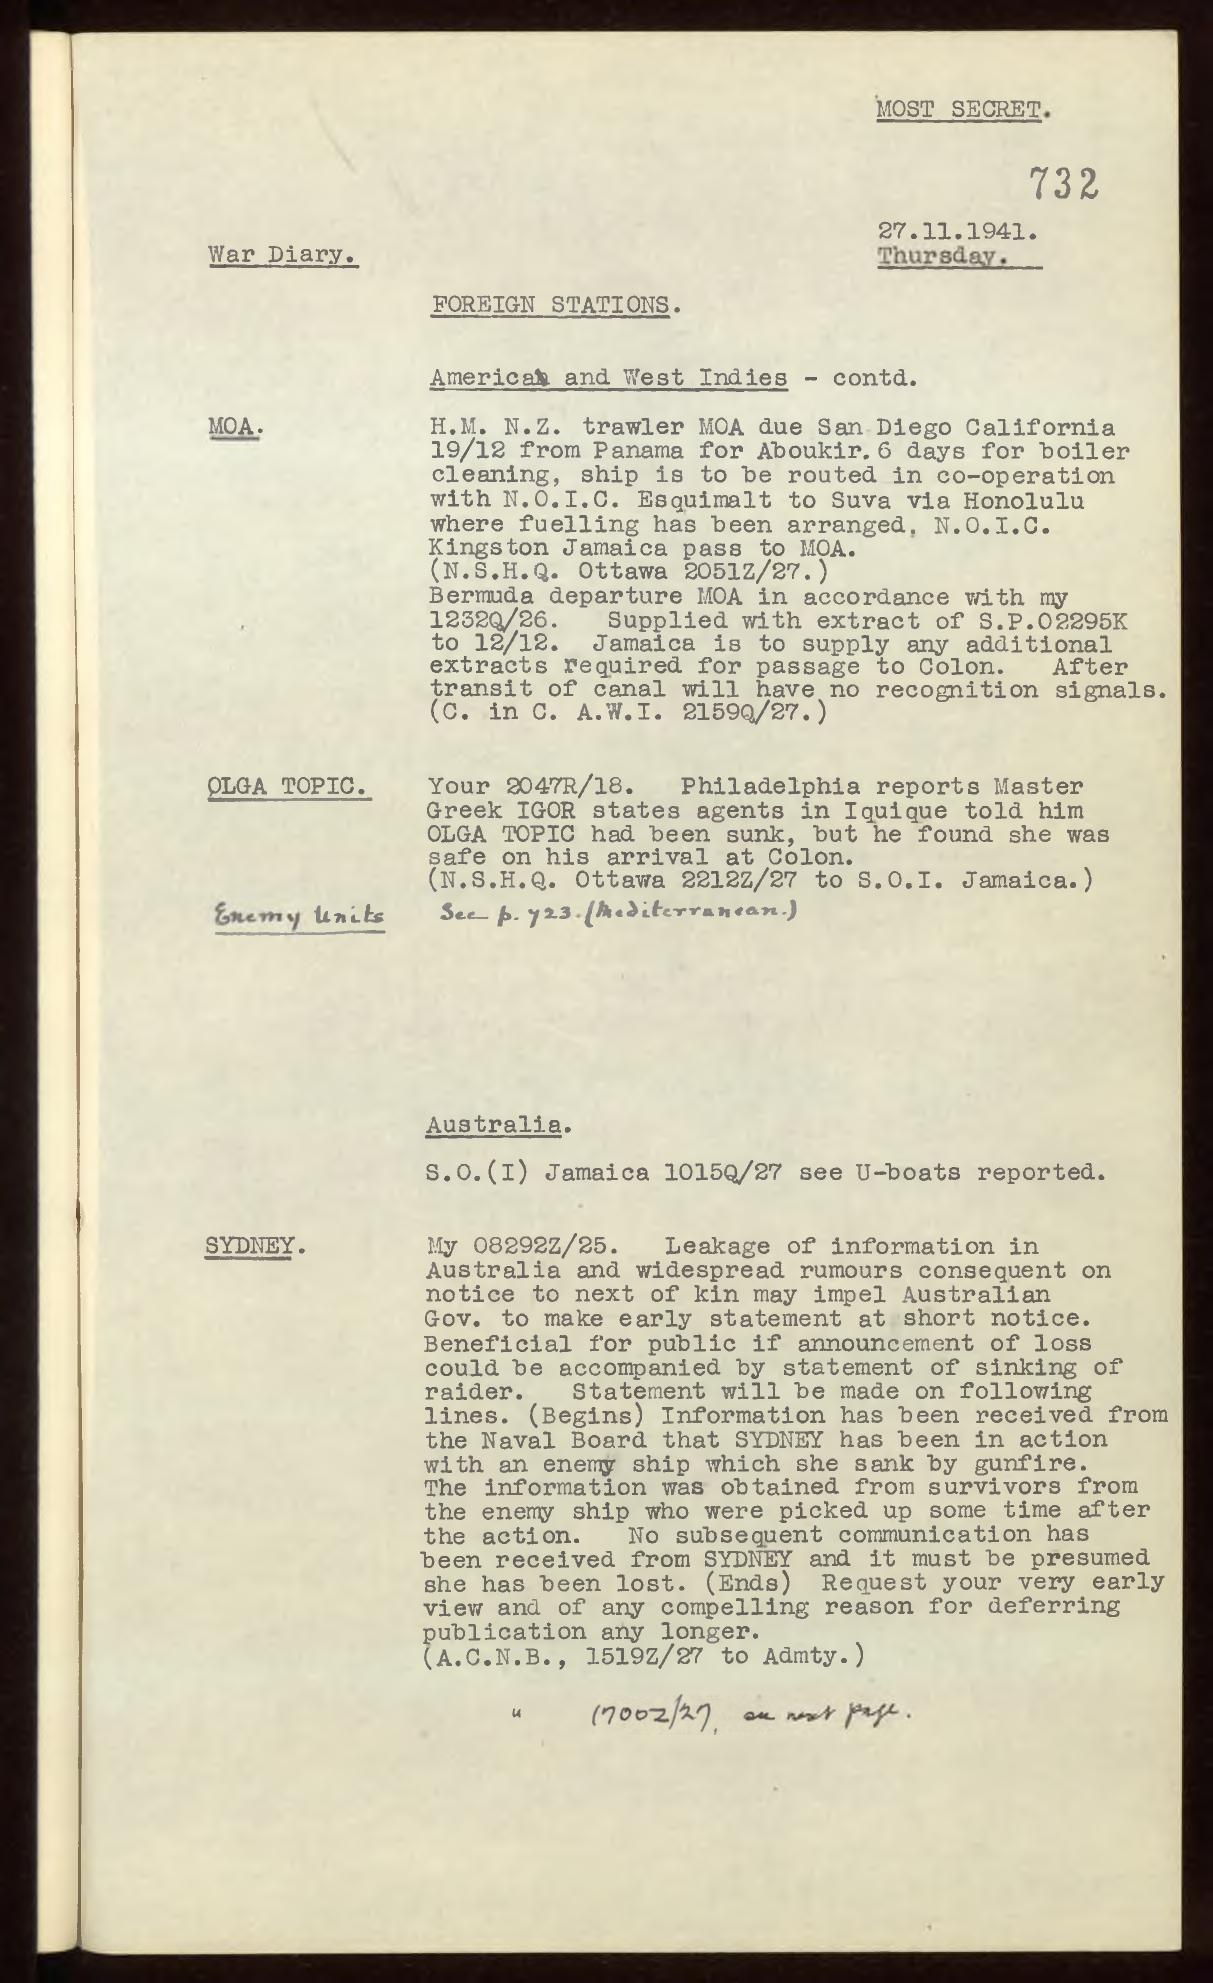 MOST SECRET.
732
27.11.1941.
War Diary.
Thursday.
FOREIGN STATIONS.
America and West Indies - contd.
MOA.
H.M. N.Z. trawler MOA due San Diego California
19/12 from Panama for Aboukir. 6 days for boiler
cleaning, ship is to be routed in co-operation
with N.O.I.C. Esquimalt to Suva via Honolulu
where fuelling has been arranged, N.O.I.C.
Kingston Jamaica pass to MOA.
(N.S.H.Q. Ottawa 2051Z/27.)
Bermuda departure MOA in accordance with my
1232Q/26.   Supplied with extract of S.P.02295K
to 12/12.  Jamaica is to supply any additional
extracts required for passage to Colon.   After
transit of canal will have no recognition signals.
(C. in C. A.W.I. 2159Q/27.)
OLGA TOPIC.
Your 2047R/18.   Philadelphia reports Master
Greek IGOR states agents in Iquique told him
OLGA TOPIC had been sunk, but he found she was
safe on his arrival at Colon.
(N.S.H.Q. Ottawa 2212Z/27 to S.O.I. Jamaica.)
Enemy Units
See p. 723. (Mediterranean.)
Australia.
S.O.(I) Jamaica 1015Q/27 see U-boats reported.
SYDNEY.
My 08292Z/25.   Leakage of information in
Australia and widespread rumours consequent on
notice to next of kin may impel Australian
Gov. to make early statement at short notice.
Beneficial for public if announcement of loss
could be accompanied by statement of sinking of
raider.   Statement will be made on following
lines. (Begins) Information has been received from
the Naval Board that SYDNEY has been in action
with an enemy ship which she sank by gunfire.
The information was obtained from survivors from
the enemy ship who were picked up some time after
the action.   No subsequent communication has
been received from SYDNEY and it must be presumed
she has been lost. (Ends)  Request your very early
view and of any compelling reason for deferring
publication any longer.
(A.C.N.B., 1519Z/27 to Admty.)
" 1700Z/27, on next page.